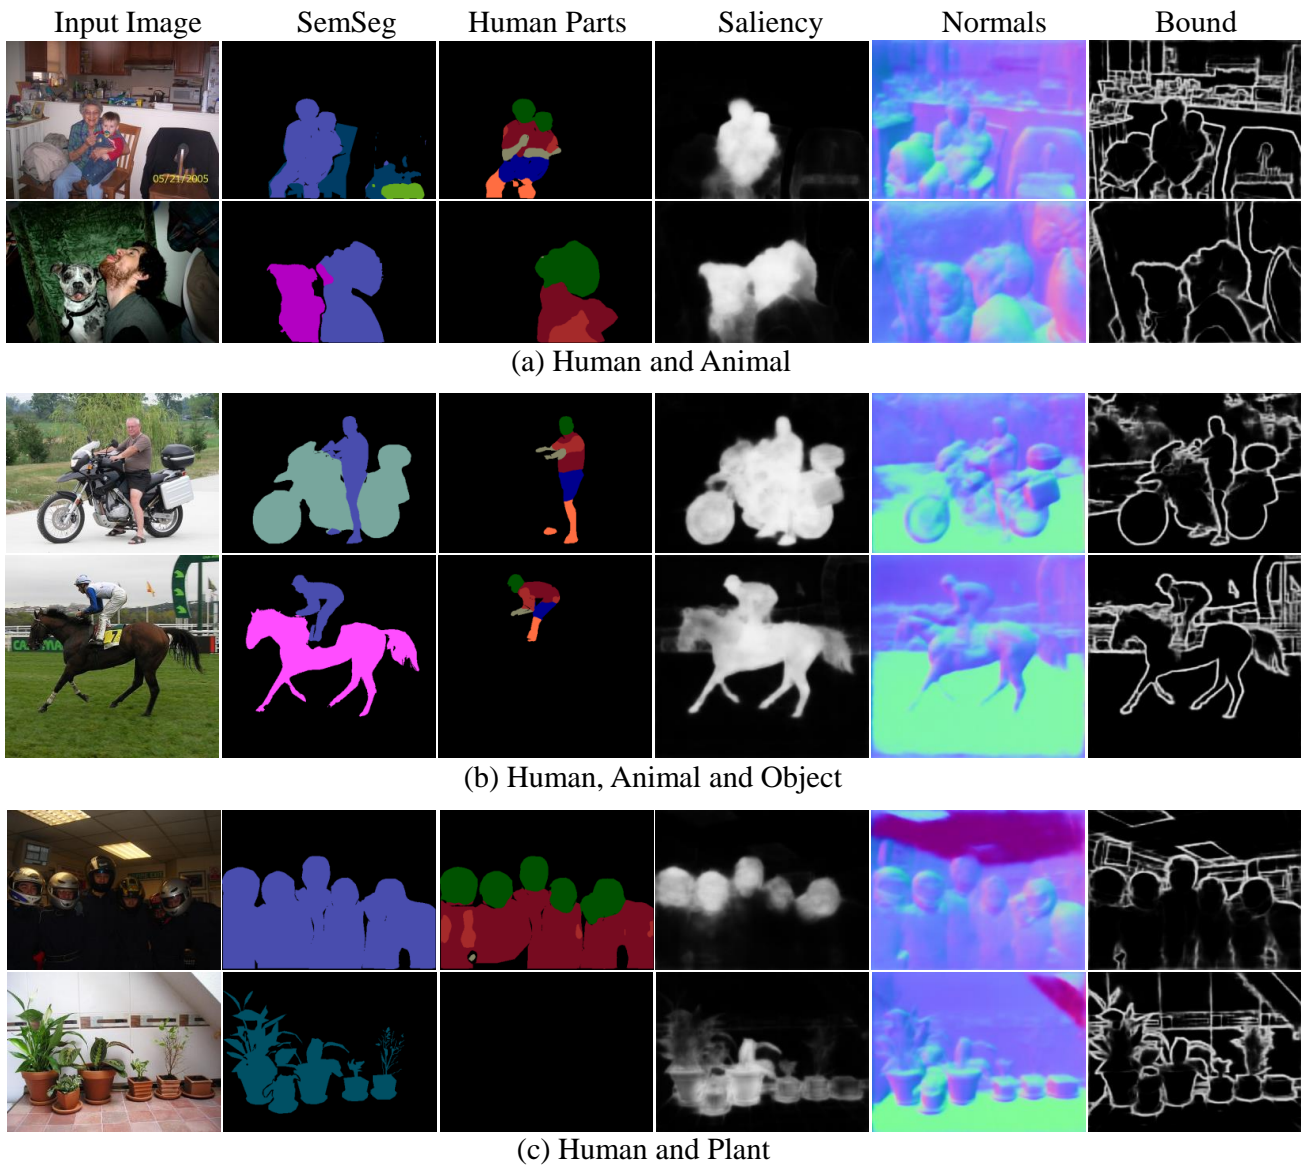 Input Image SemSeg Human Parts Saliency Normals Bound
05/21/2005
(a) Human and Animal
7
(b) Human, Animal and Object
(c) Human and Plant